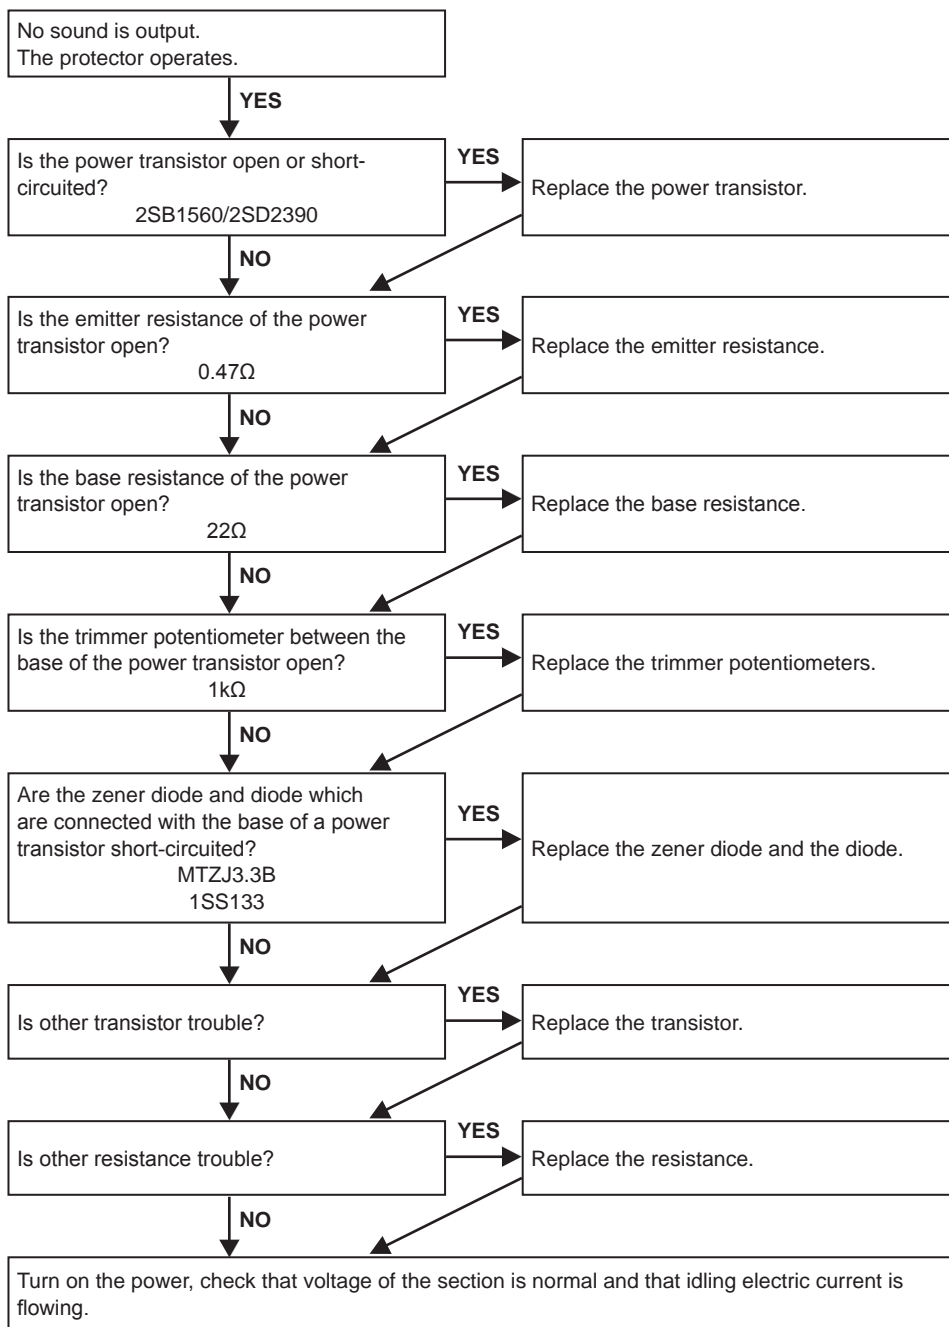 No sound is output.
The protector operates.
YES
Is the power transistor open or short-
circuited?
2SB1560/2SD2390
YES
Replace the power transistor.
NO
Is the emitter resistance of the power
transistor open?
0.47Ω
YES
Replace the emitter resistance.
NO
Is the base resistance of the power
transistor open?
22Ω
YES
Replace the base resistance.
NO
Is the trimmer potentiometer between the
base of the power transistor open?
1kΩ
YES
Replace the trimmer potentiometers.
NO
Are the zener diode and diode which
are connected with the base of a power
transistor short-circuited?
MTZJ3.3B
1SS133
YES
Replace the zener diode and the diode.
NO
Is other transistor trouble?
YES
Replace the transistor.
NO
Is other resistance trouble?
YES
Replace the resistance.
NO
Turn on the power, check that voltage of the section is normal and that idling electric current is
flowing.